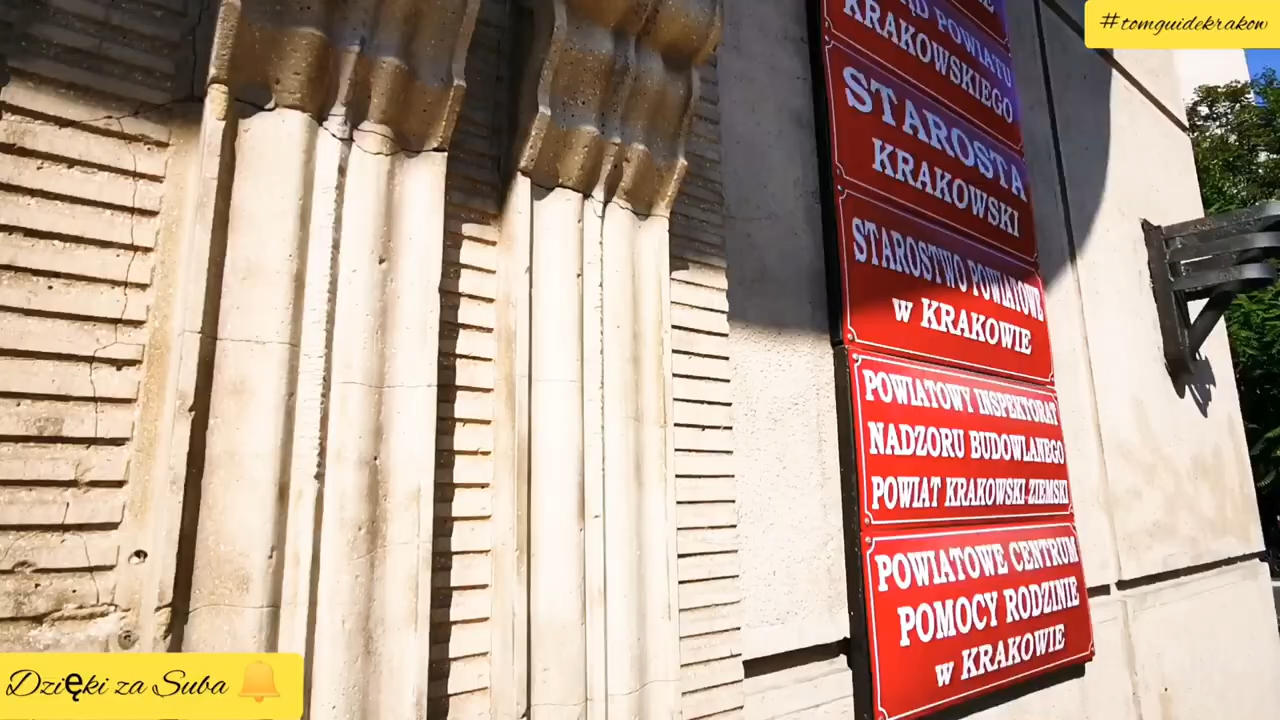 #tomguidekrakow
POWIATU
KRAKOWSKIEGO
STAROSTA
KRAKOWSKI
STAROSTWO POWIATOWE
w KRAKOWIE
POWIATOWY INSPEKTORAT
NADZORU BUDOWLANEGO
POWIAT KRAKOWSKI-ZIEMSKI
POWIATOWE CENTRUM
POMOCY RODZINIE
w KRAKOWIE
Dzięki za Suba